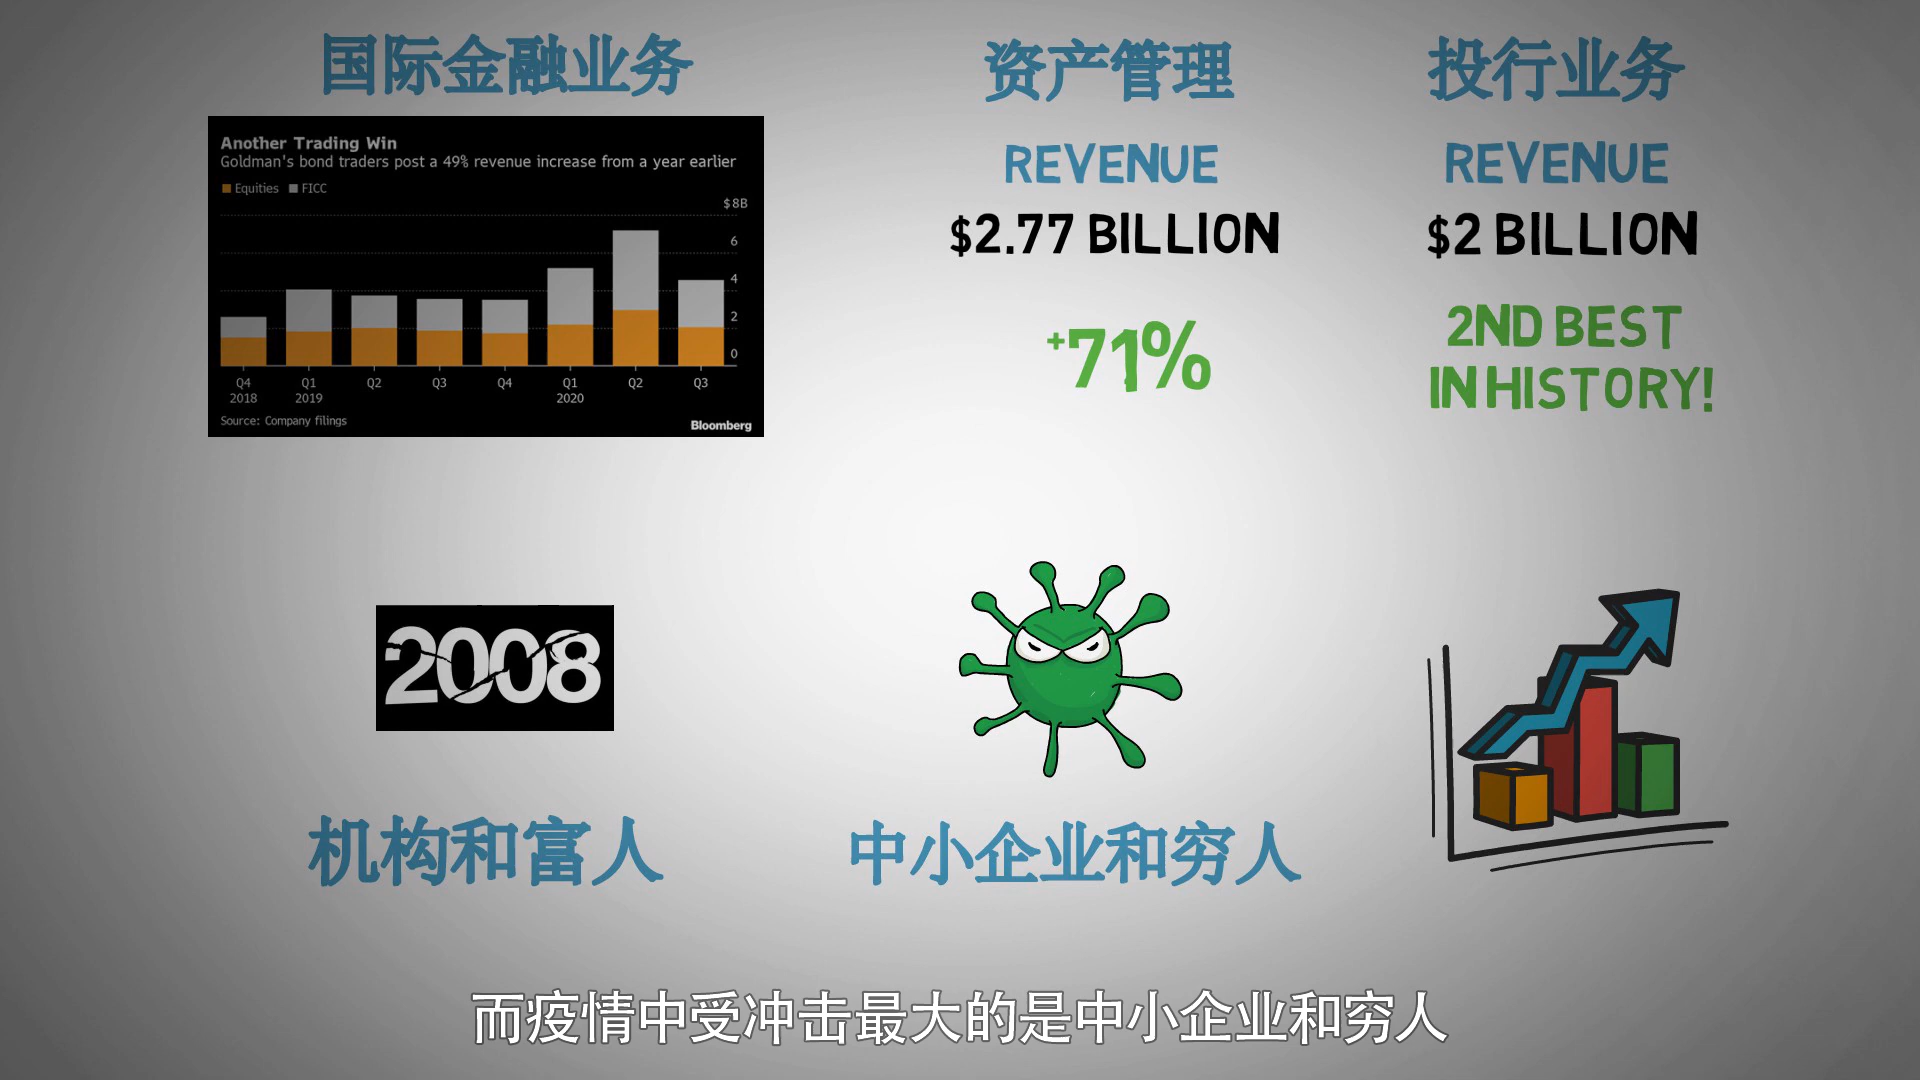 国际金融业务
资产管理
投行业务
Another Trading Win
Goldman's bond traders post a 49% revenue increase from a year earlier
Equities FICC
$8B
6
4
2
0
Q4 Q1 Q2 Q3 Q4 Q1 Q2 Q3
2018 2019 2020
Source: Company filings
Bloomberg
REVENUE
$2.77 BILLION
+71%
REVENUE
$2 BILLION
2ND BEST
IN HISTORY!
2008
机构和富人
中小企业和穷人
而疫情中受冲击最大的是中小企业和穷人